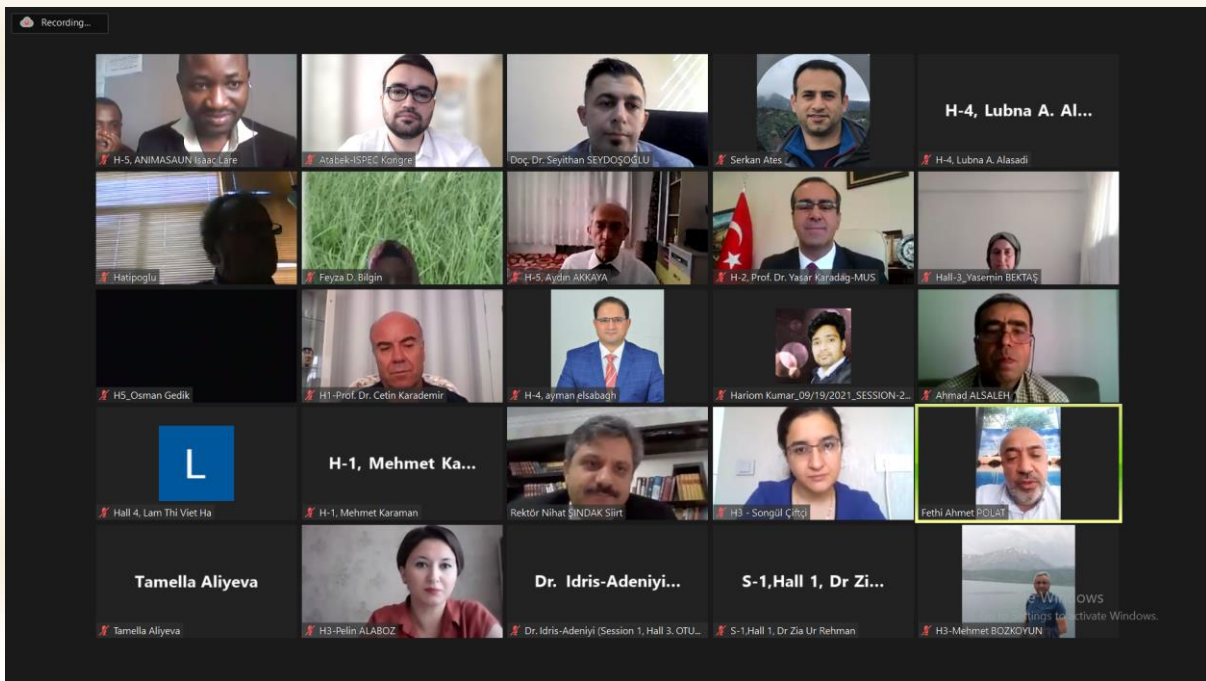 Recording...
H-5, ANIMASAUN Isaac Lare
Atabek-ISPEC Kongre
Doç. Dr. Seyithan SEYDOŞOĞLU
Serkan Ates
H-4, Lubna A. Al...
H-4, Lubna A. Alasadi
Hatipoglu
Feyza D. Bilgin
H-5, Aydın AKKAYA
H-2, Prof. Dr. Yasar Karadag-MUS
Hall-3_Yasemin BEKTAŞ
H5_Osman Gedik
H1-Prof. Dr. Cetin Karademir
H-4, ayman elsabagh
Hariom Kumar_09/19/2021_SESSION-2...
Ahmad ALSALEH
L
Hall 4, Lam Thi Viet Ha
H-1, Mehmet Ka...
H-1, Mehmet Karaman
Rektör Nihat ŞINDAK Siirt
H3 - Songül Çiftçi
Fethi Ahmet POLAT
Tamella Aliyeva
Tamella Aliyeva
H3-Pelin ALABOZ
Dr. Idris-Adeniyi...
Dr. Idris-Adeniyi (Session 1, Hall 3. OTU...
S-1,Hall 1, Dr Zi...
S-1,Hall 1, Dr Zia Ur Rehman
H3-Mehmet BOZKOYUN
Windows
activate Windows.